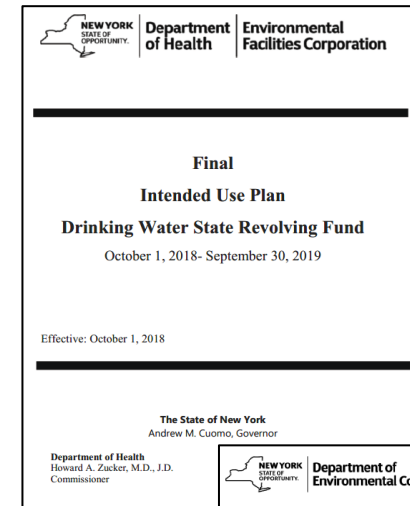 NEW YORK STATE OF OPPORTUNITY.
Department of Health
Environmental Facilities Corporation
Final
Intended Use Plan
Drinking Water State Revolving Fund
October 1, 2018- September 30, 2019
Effective: October 1, 2018
The State of New York
Andrew M. Cuomo, Governor
Department of Health
Howard A. Zucker, M.D., J.D.
Commissioner
NEW YORK STATE OF OPPORTUNITY.
Department of
Environmental Co